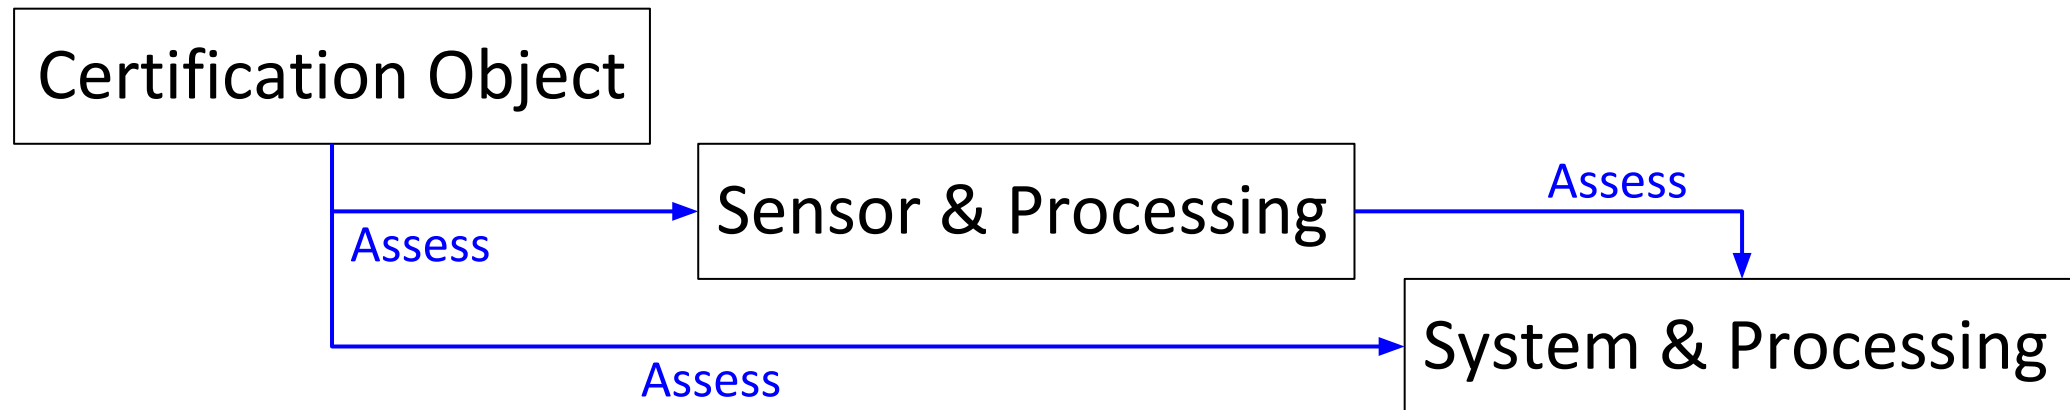 Certification Object
Assess
Sensor & Processing
Assess
Assess
System & Processing